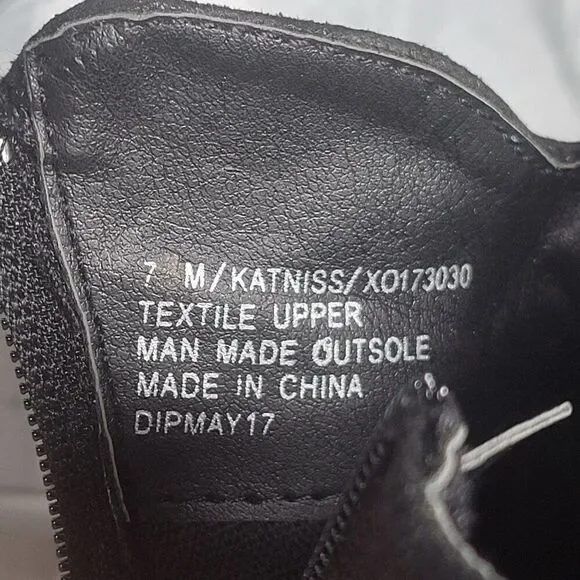 7 M/KATNISS/XO173030
TEXTILE UPPER
MAN MADE OUTSOLE
MADE IN CHINA
DIPMAY17